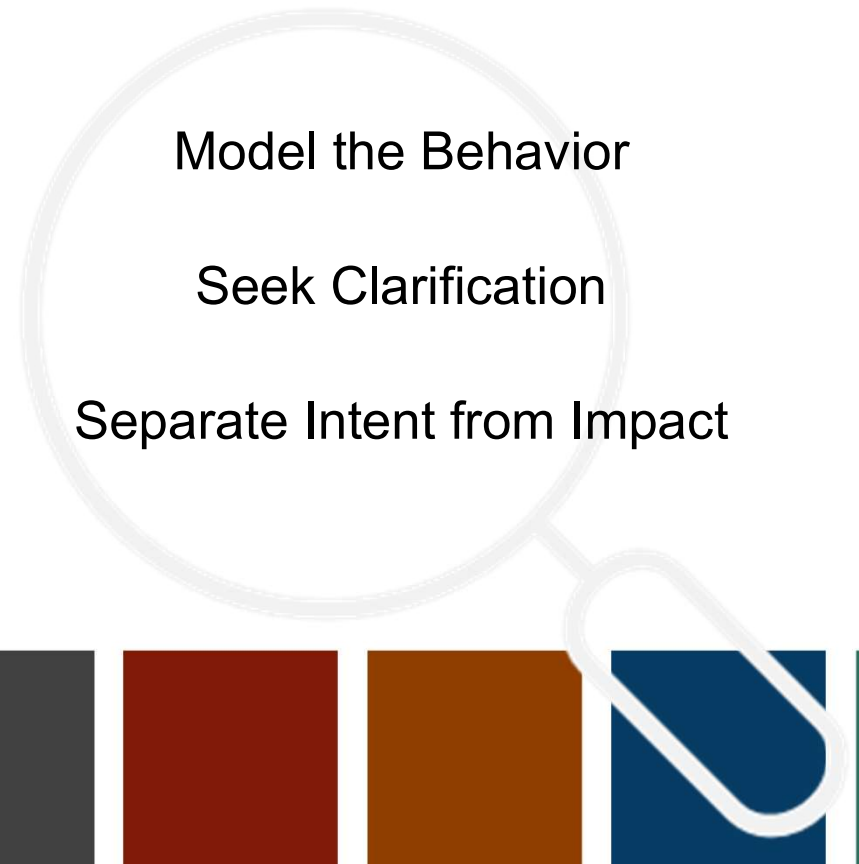 Model the Behavior
Seek Clarification
Separate Intent from Impact